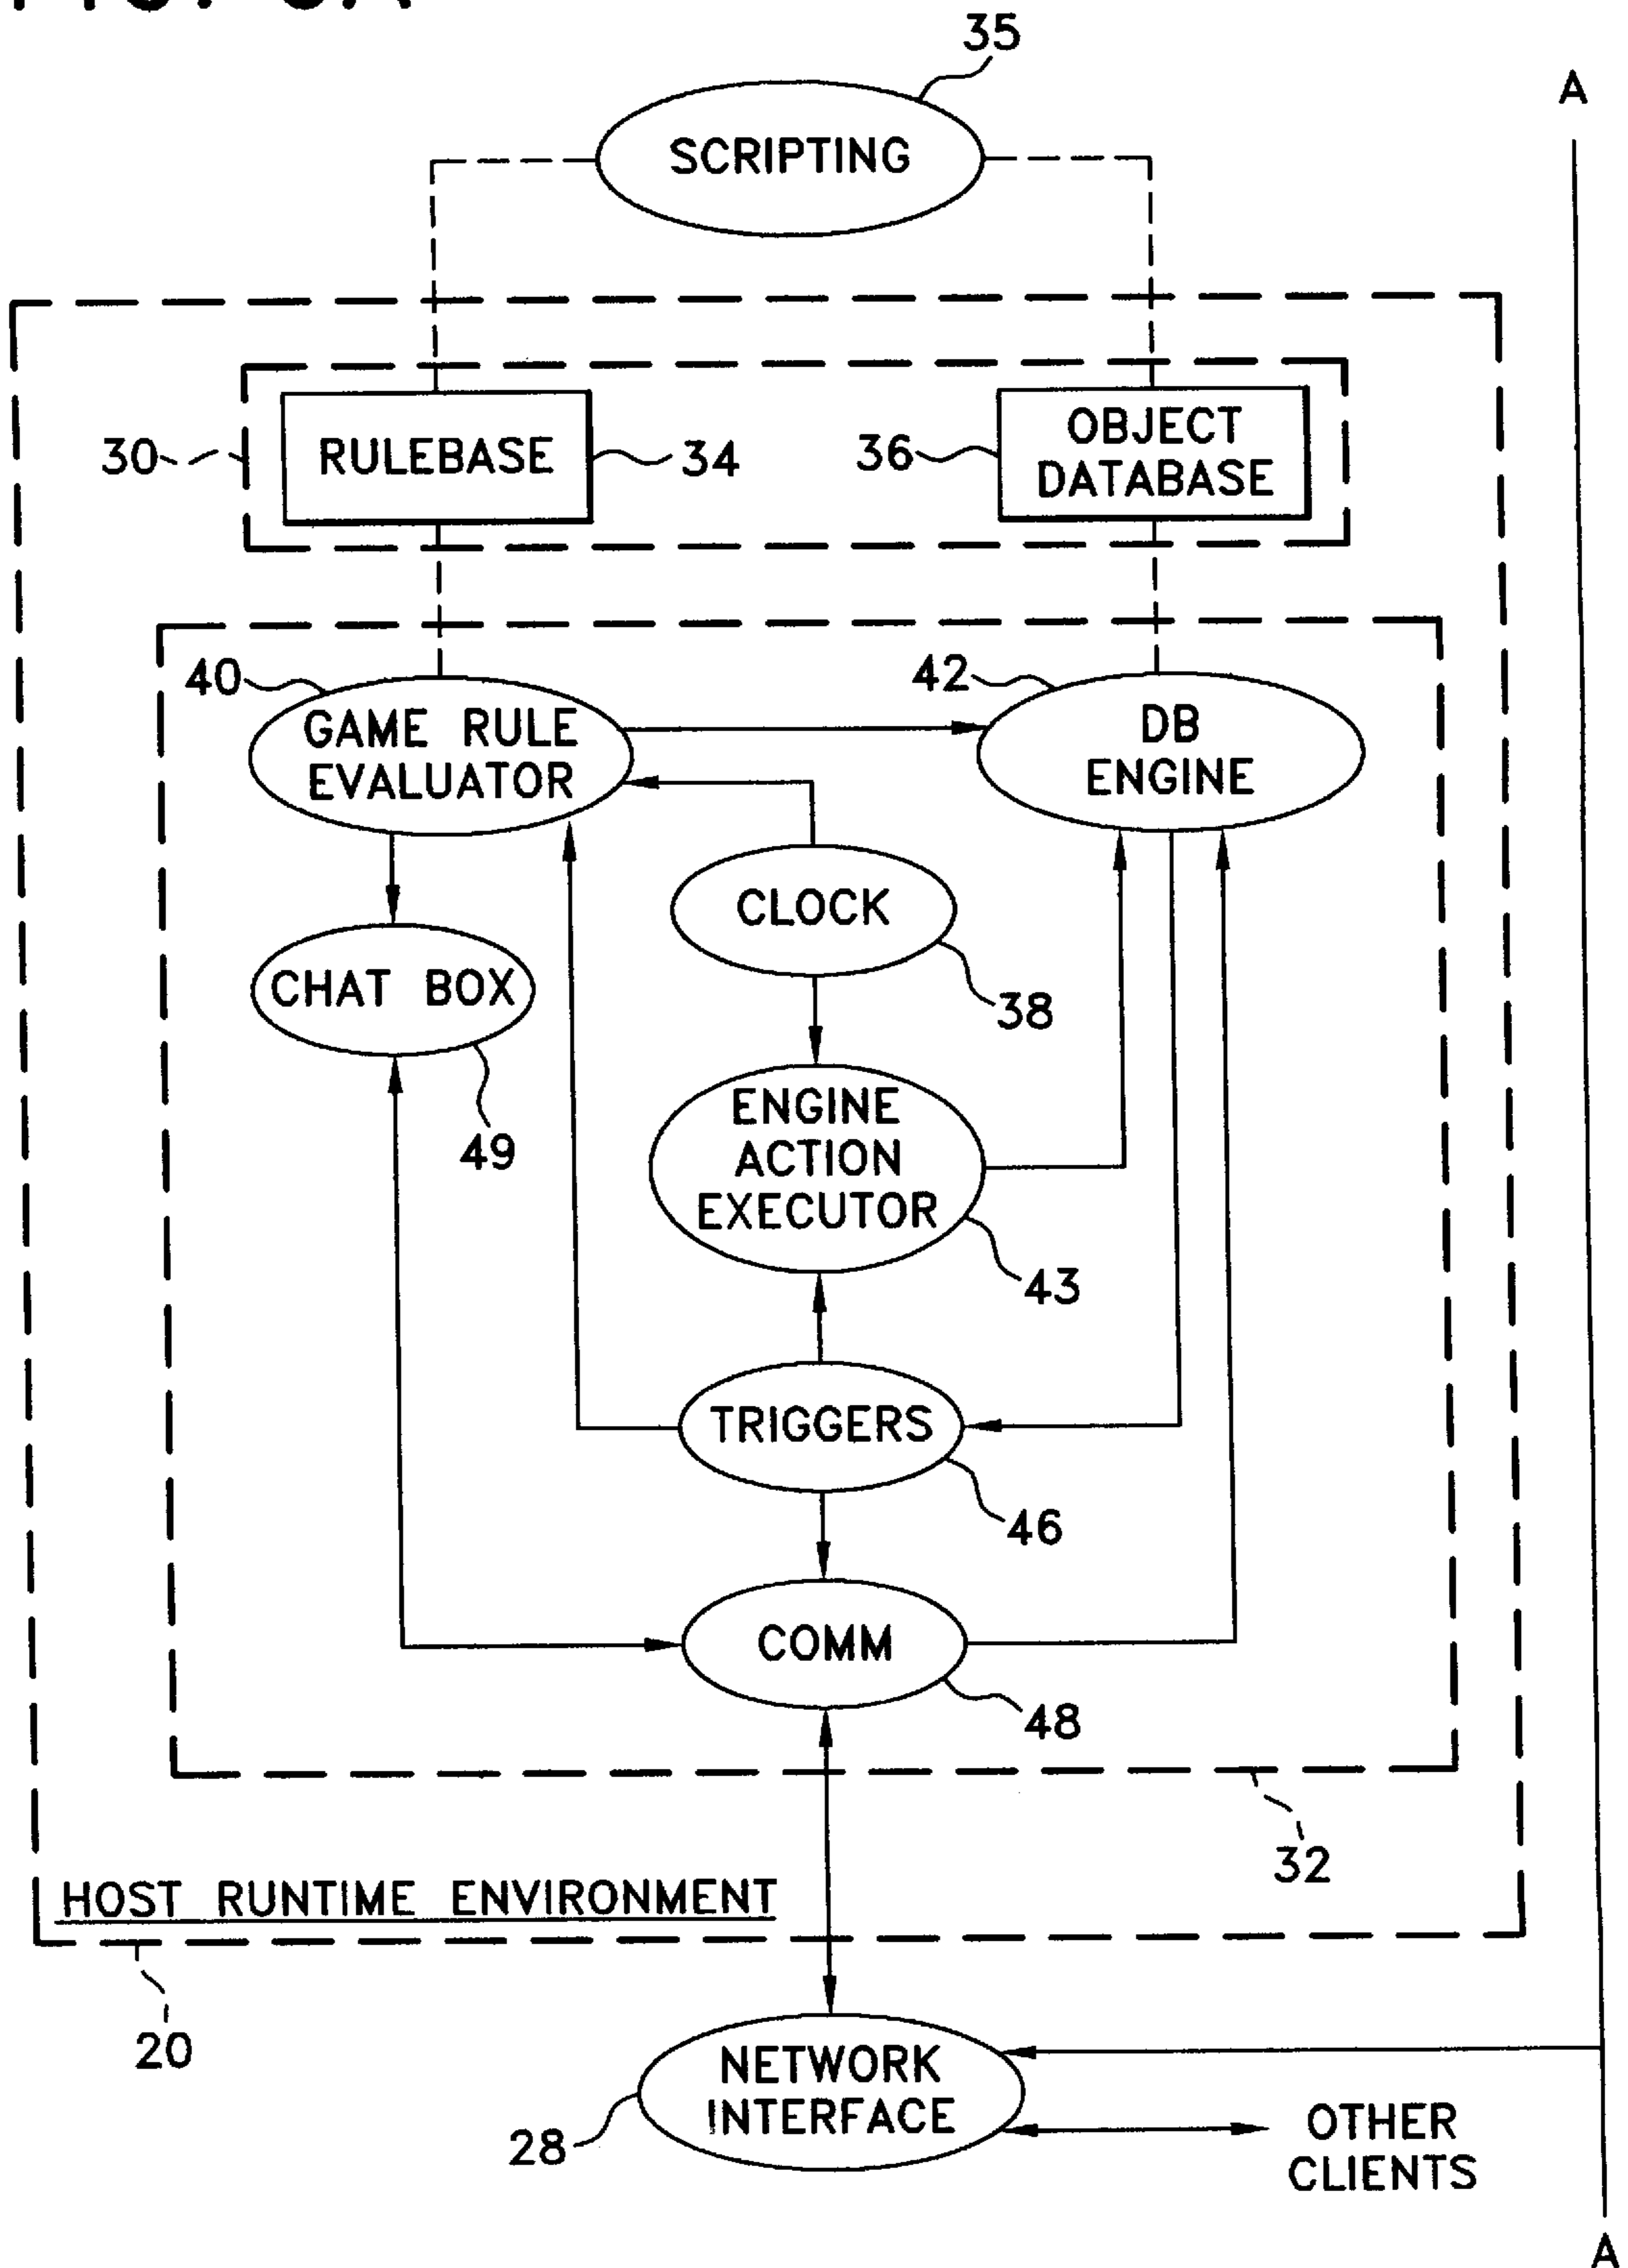 35
A
SCRIPTING
30
RULEBASE
34
36
OBJECT
DATABASE
40
GAME RULE
EVALUATOR
42
DB
ENGINE
CLOCK
38
CHAT BOX
49
ENGINE
ACTION
EXECUTOR
43
TRIGGERS
46
COMM
48
32
HOST RUNTIME ENVIRONMENT
20
NETWORK
INTERFACE
28
OTHER
CLIENTS
A